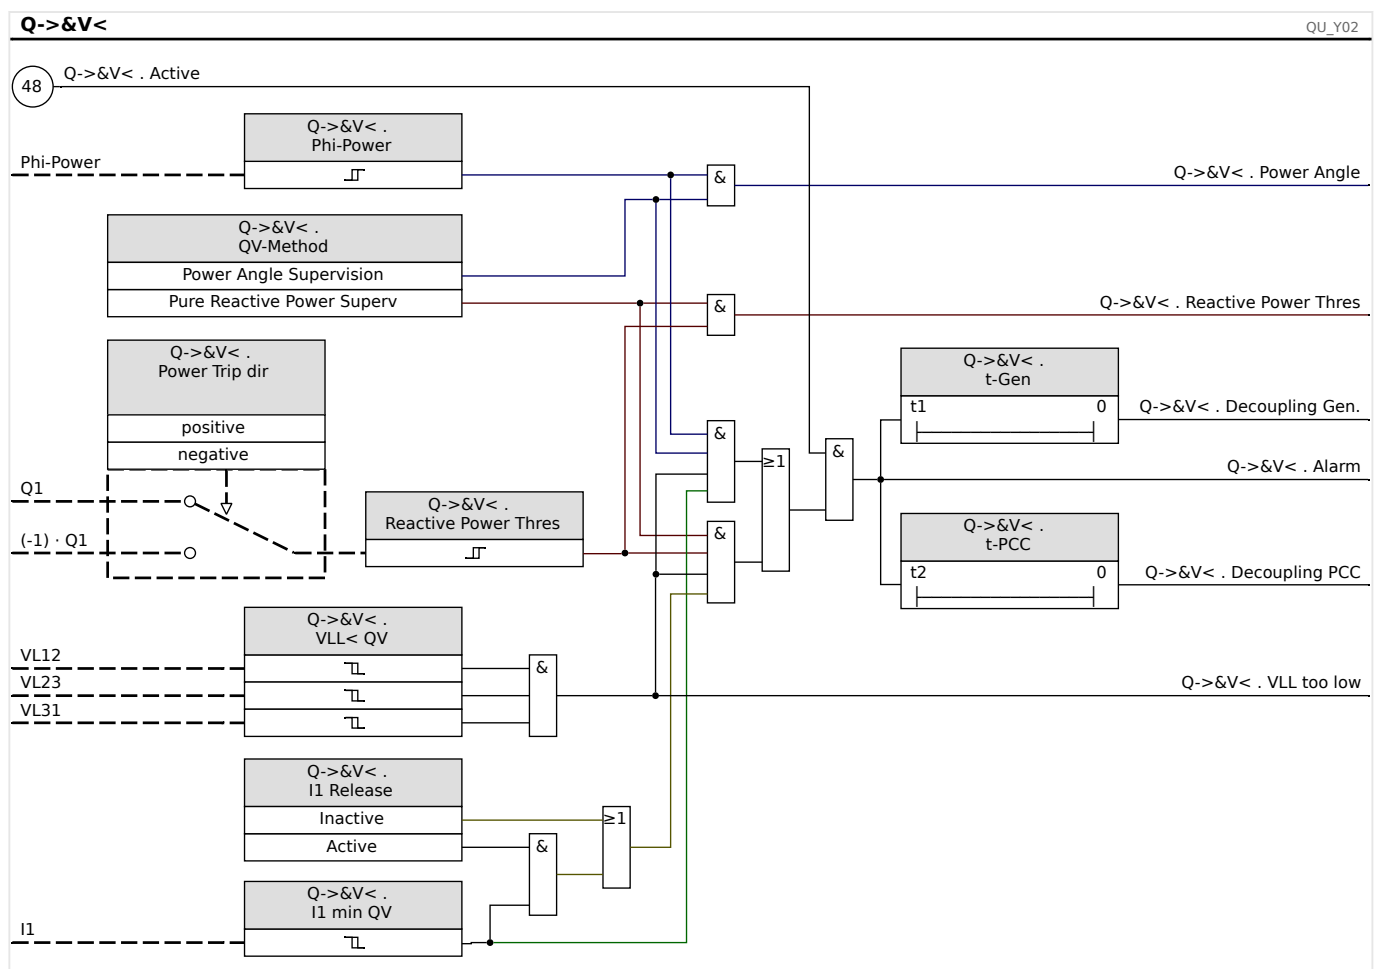 Q->&V<
QU_Y02
48
Q->&V< . Active
Q->&V< .
Phi-Power
Phi-Power
&
Q->&V< . Power Angle
Q->&V< .
QV-Method
Power Angle Supervision
Pure Reactive Power Superv
&
Q->&V< . Reactive Power Thres
Q->&V< .
Power Trip dir
positive
negative
Q1
(-1) · Q1
Q->&V< .
Reactive Power Thres
&
&
≥1
&
Q->&V< .
t-Gen
t1 0
Q->&V< . Decoupling Gen.
Q->&V< . Alarm
Q->&V< .
t-PCC
t2 0
Q->&V< . Decoupling PCC
Q->&V< .
VLL< QV
VL12
VL23
VL31
&
Q->&V< . VLL too low
Q->&V< .
I1 Release
Inactive
Active
&
≥1
Q->&V< .
I1 min QV
I1